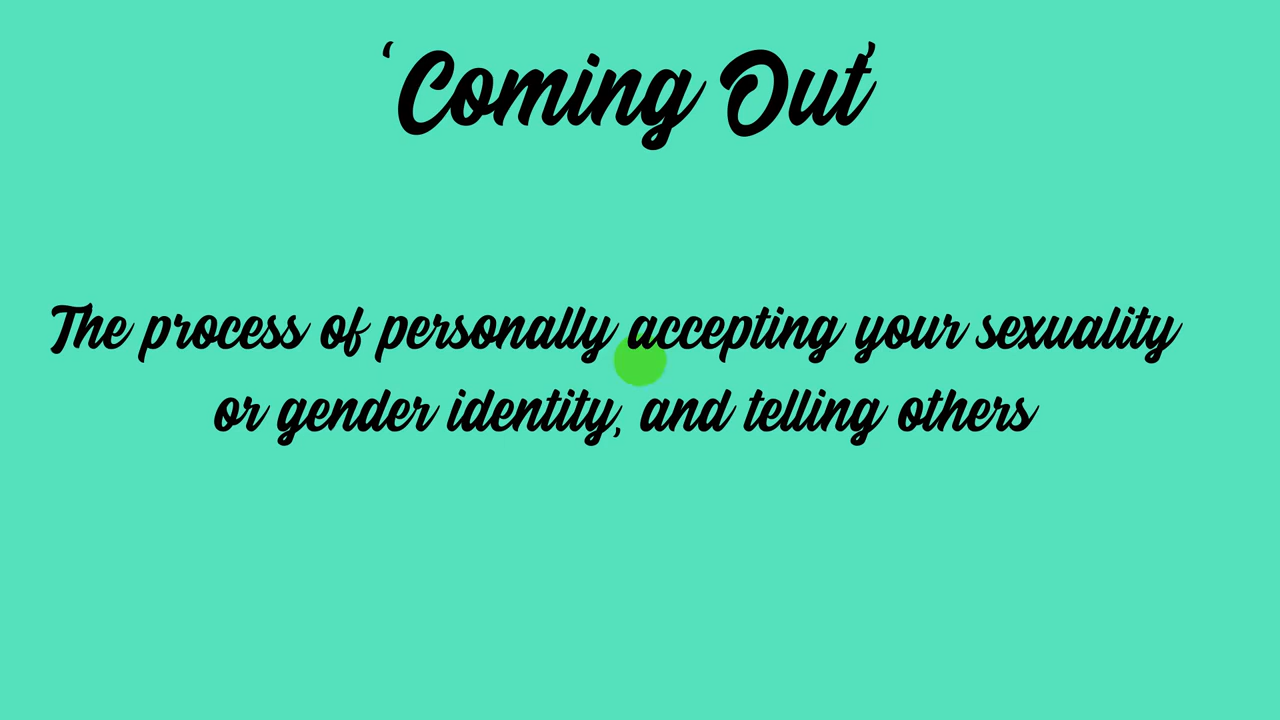 ‘Coming Out’
The process of personally accepting your sexuality
or gender identity, and telling others